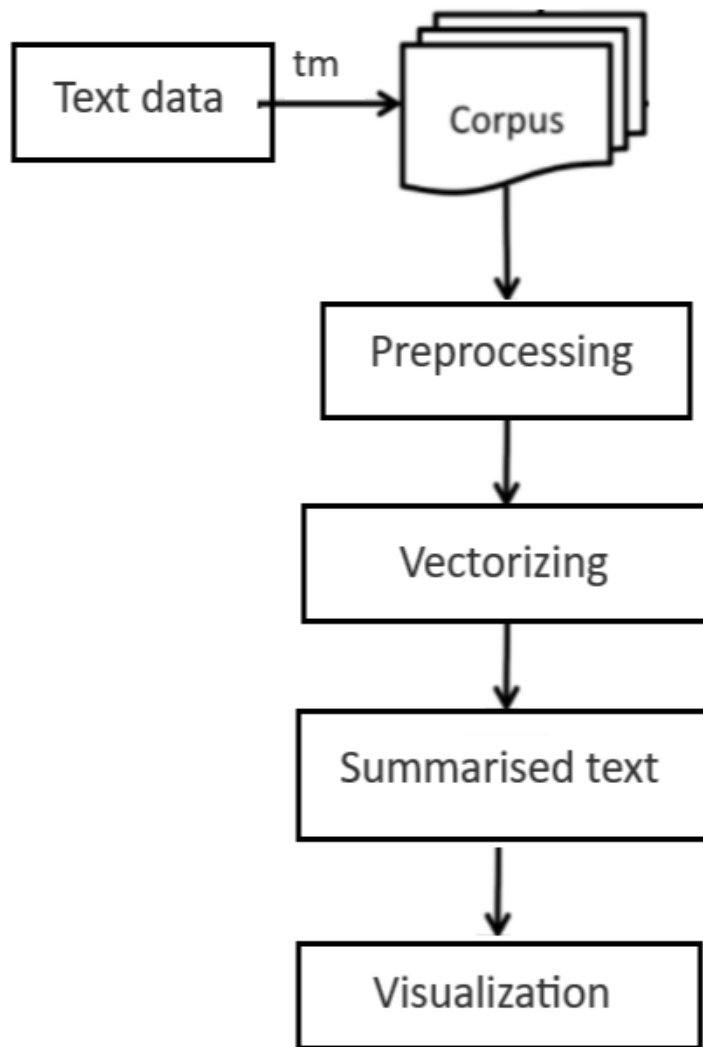 Text data
tm
Corpus
Preprocessing
Vectorizing
Summarised text
Visualization